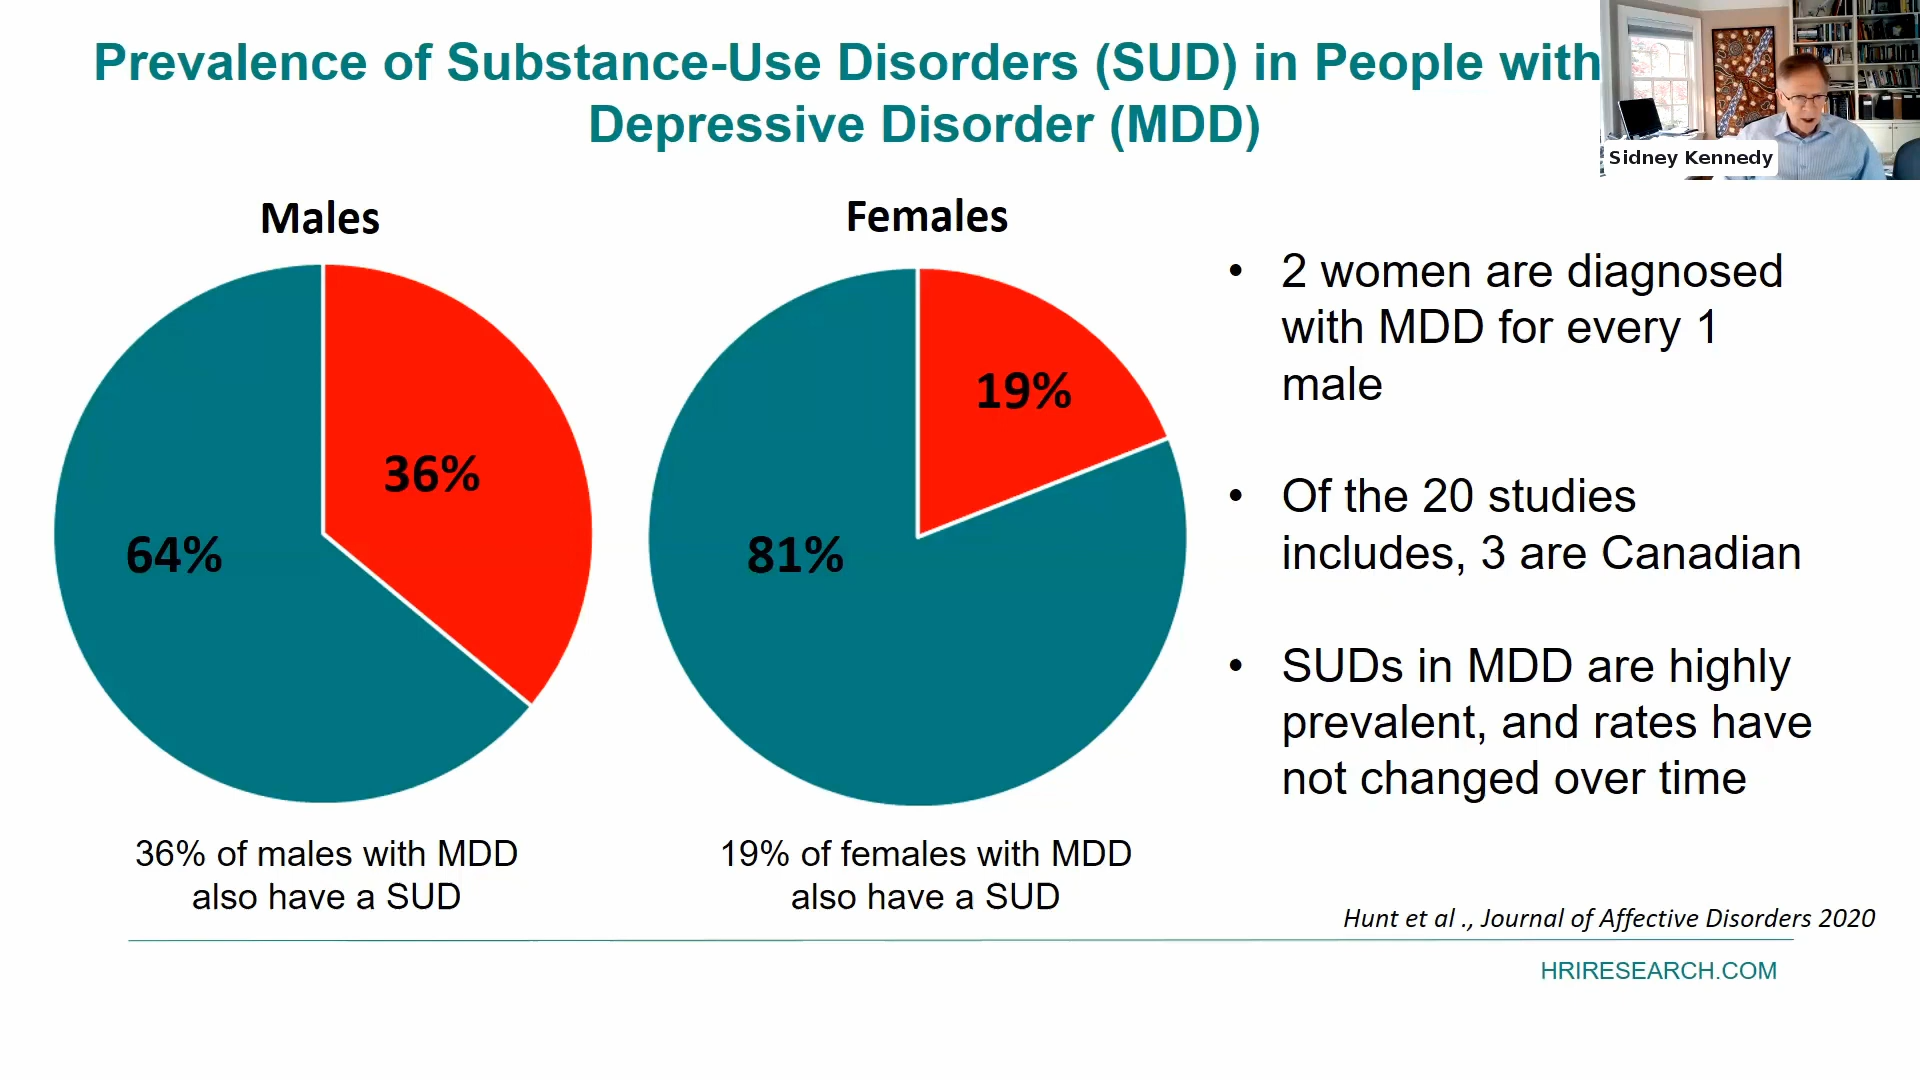 Prevalence of Substance-Use Disorders (SUD) in People with
Depressive Disorder (MDD)
Sidney Kennedy
Males
Females
36%
64%
19%
81%
36% of males with MDD
also have a SUD
19% of females with MDD
also have a SUD
• 2 women are diagnosed
with MDD for every 1
male
• Of the 20 studies
includes, 3 are Canadian
• SUDs in MDD are highly
prevalent, and rates have
not changed over time
Hunt et al ., Journal of Affective Disorders 2020
HRIRESEARCH.COM